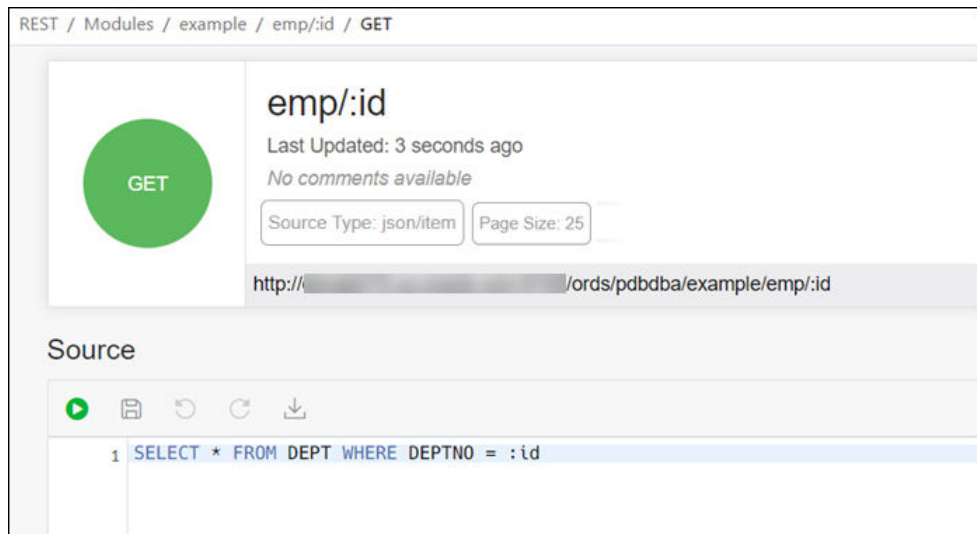 REST / Modules / example / emp/:id / GET
emp/:id
Last Updated: 3 seconds ago
GET
No comments available
Source Type: json/item Page Size: 25
http:// /ords/pdbdba/example/emp/:id
Source
1 SELECT * FROM DEPT WHERE DEPTNO = :id